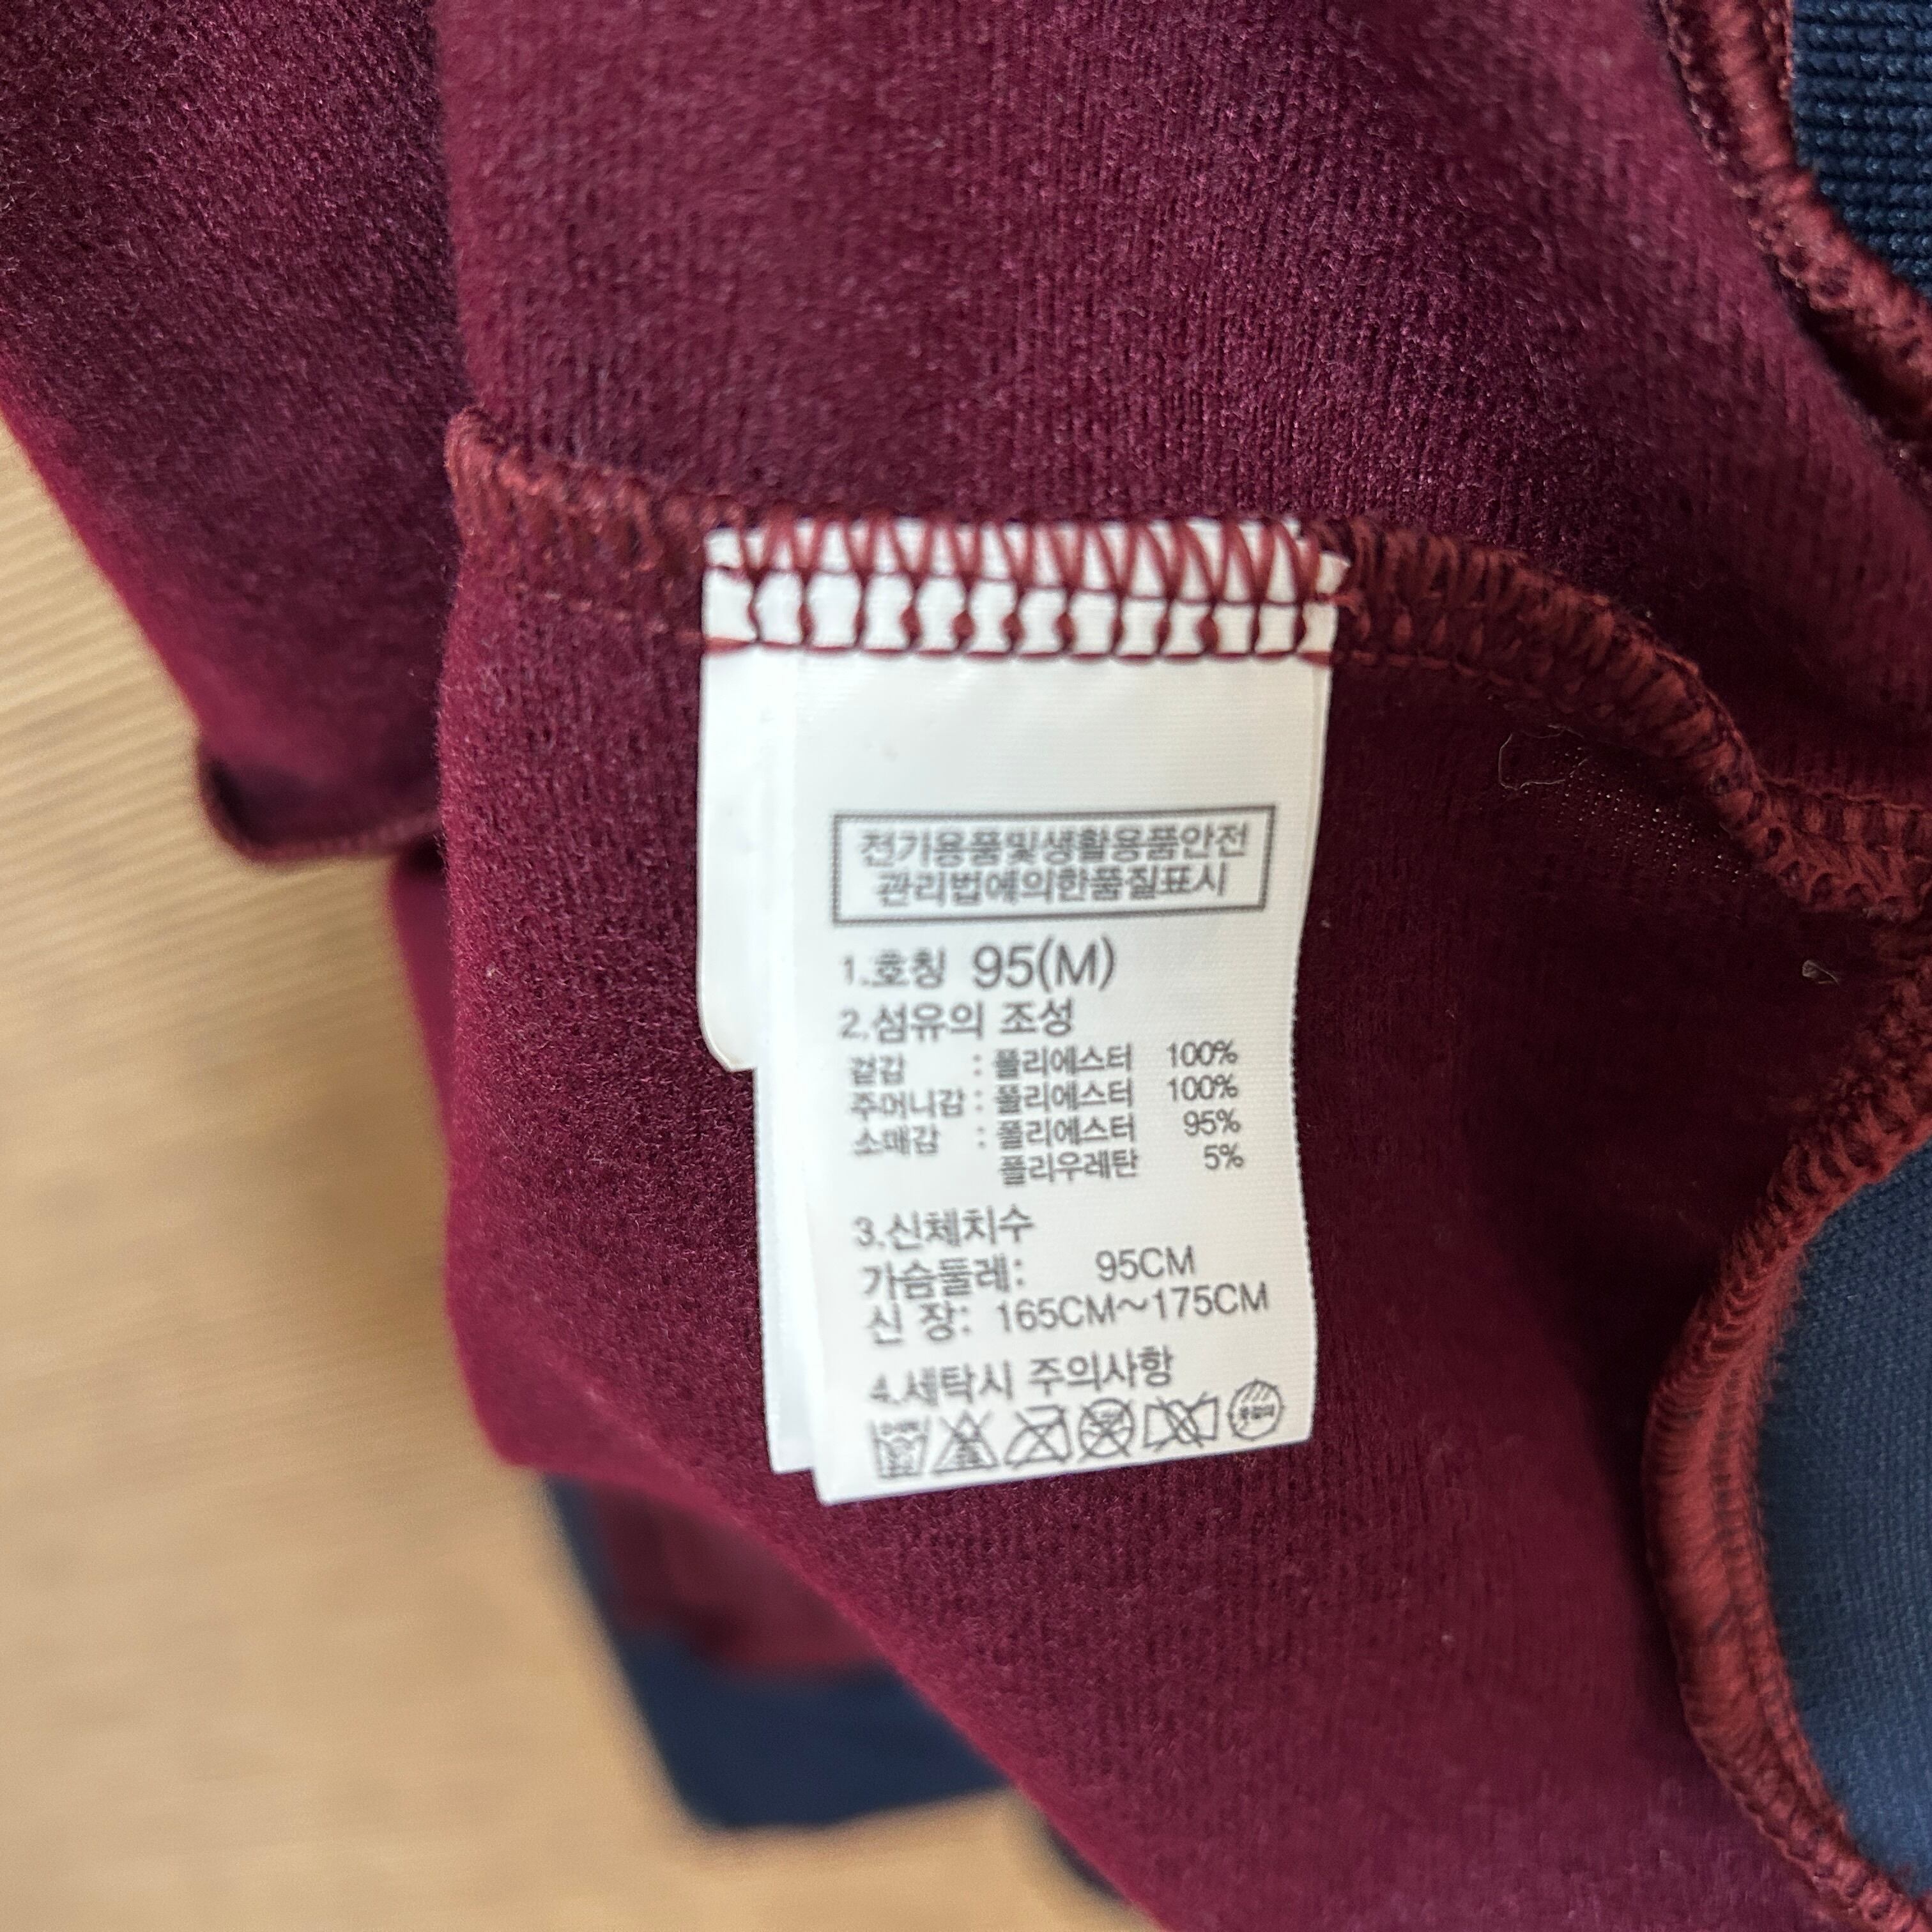 전기용품및생활용품안전
관리법에의한품질표시
1.호칭 95(M)
2.섬유의 조성
겉감 : 폴리에스터 100%
주머니감 : 폴리에스터 100%
소매감 : 폴리에스터 95%
폴리우레탄 5%
3.신체치수
가슴둘레: 95CM
신 장: 165CM~175CM
4.세탁시 주의사항